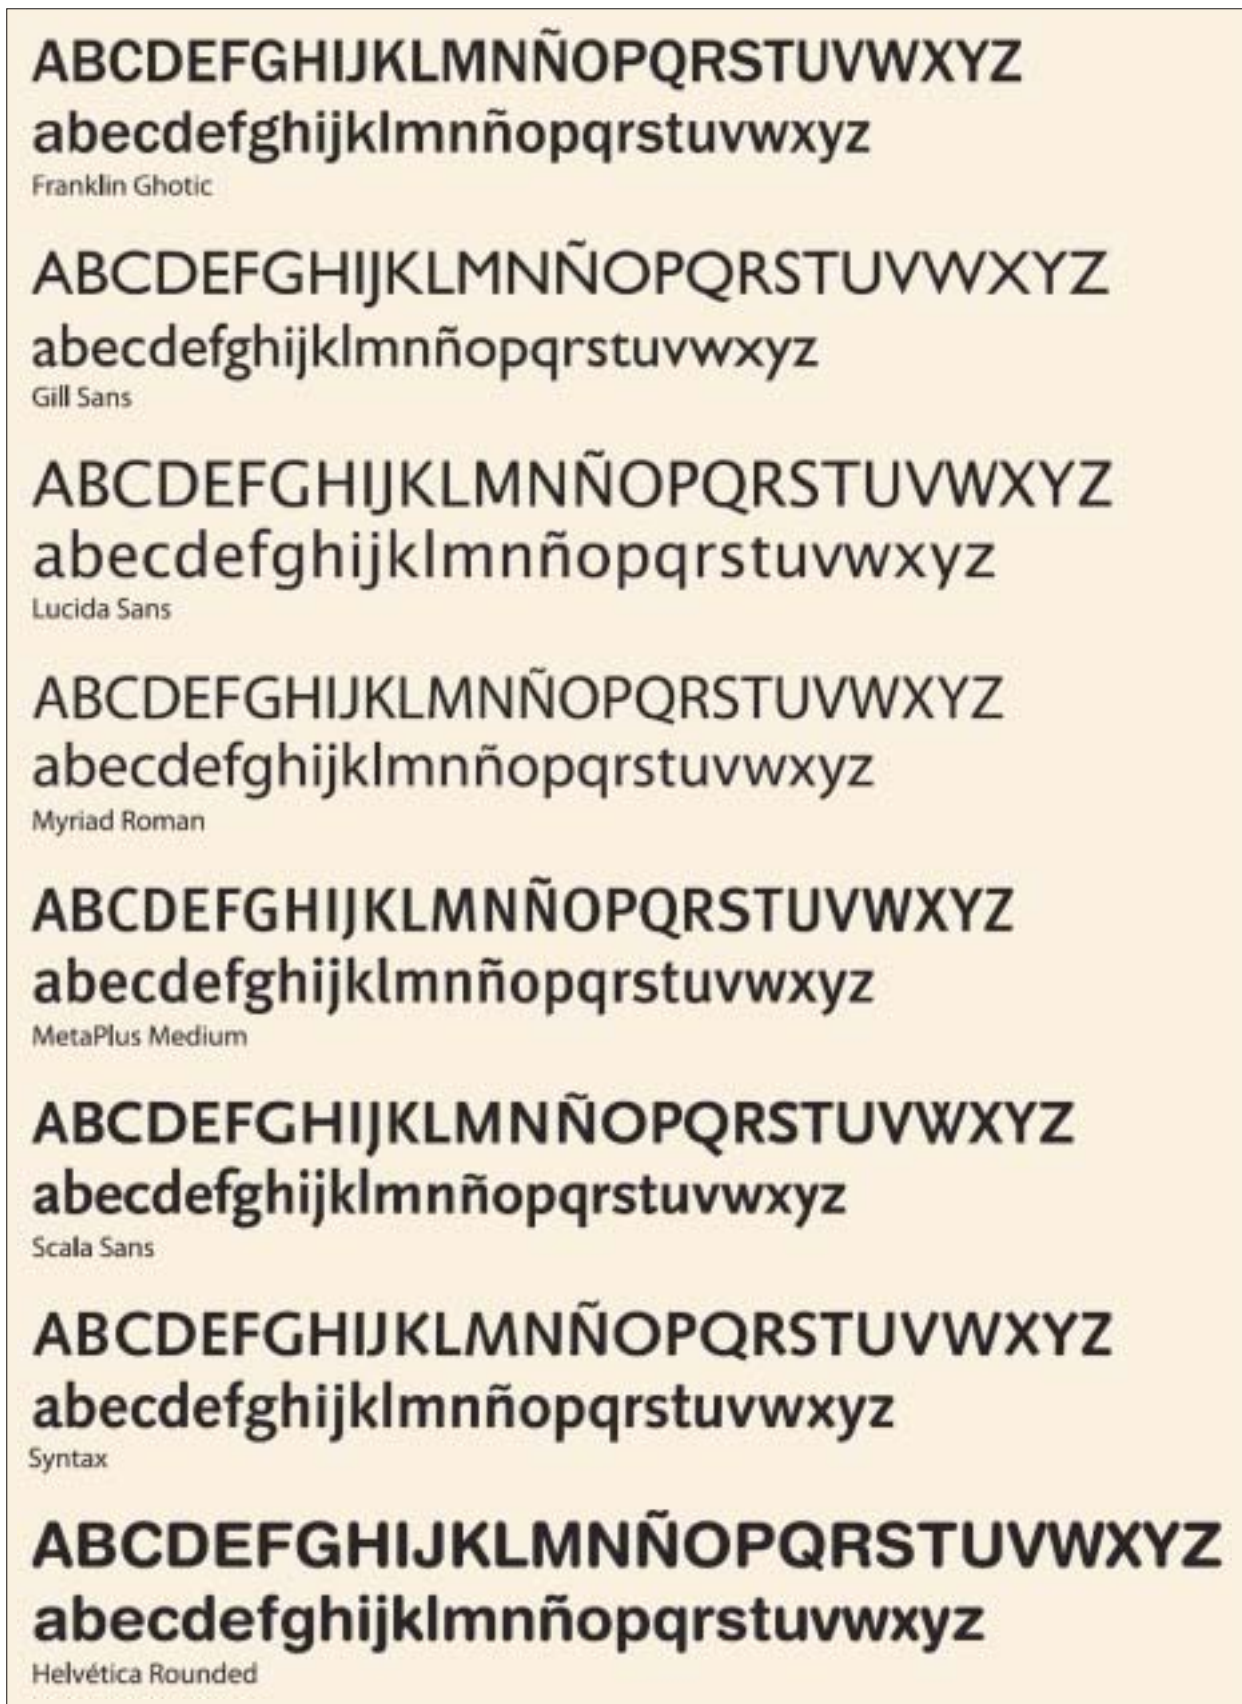 ABCDEFGHIJKLMNÑOPQRSTUVWXYZ
abecdefghijklmnñopqrstuvwxyz
Franklin Ghotic
ABCDEFGHIJKLMNÑOPQRSTUVWXYZ
abecdefghijklmnñopqrstuvwxyz
Gill Sans
ABCDEFGHIJKLMNÑOPQRSTUVWXYZ
abecdefghijklmnñopqrstuvwxyz
Lucida Sans
ABCDEFGHIJKLMNÑOPQRSTUVWXYZ
abecdefghijklmnñopqrstuvwxyz
Myriad Roman
ABCDEFGHIJKLMNÑOPQRSTUVWXYZ
abecdefghijklmnñopqrstuvwxyz
MetaPlus Medium
ABCDEFGHIJKLMNÑOPQRSTUVWXYZ
abecdefghijklmnñopqrstuvwxyz
Scala Sans
ABCDEFGHIJKLMNÑOPQRSTUVWXYZ
abecdefghijklmnñopqrstuvwxyz
Syntax
ABCDEFGHIJKLMNÑOPQRSTUVWXYZ
abecdefghijklmnñopqrstuvwxyz
Helvética Rounded